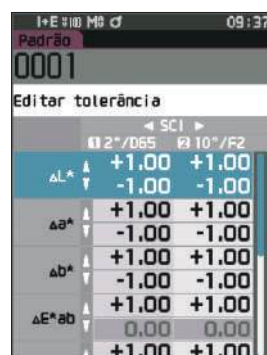 I+E M 09:37
Padrão
0001
Editar tolerância
◄ SCI ►
1 2°/D65 2 10°/F2
ΔL* +1.00 +1.00
-1.00 -1.00
Δa* +1.00 +1.00
-1.00 -1.00
Δb* +1.00 +1.00
-1.00 -1.00
ΔE*ab +1.00 +1.00
0.00 0.00
+1.00 +1.00